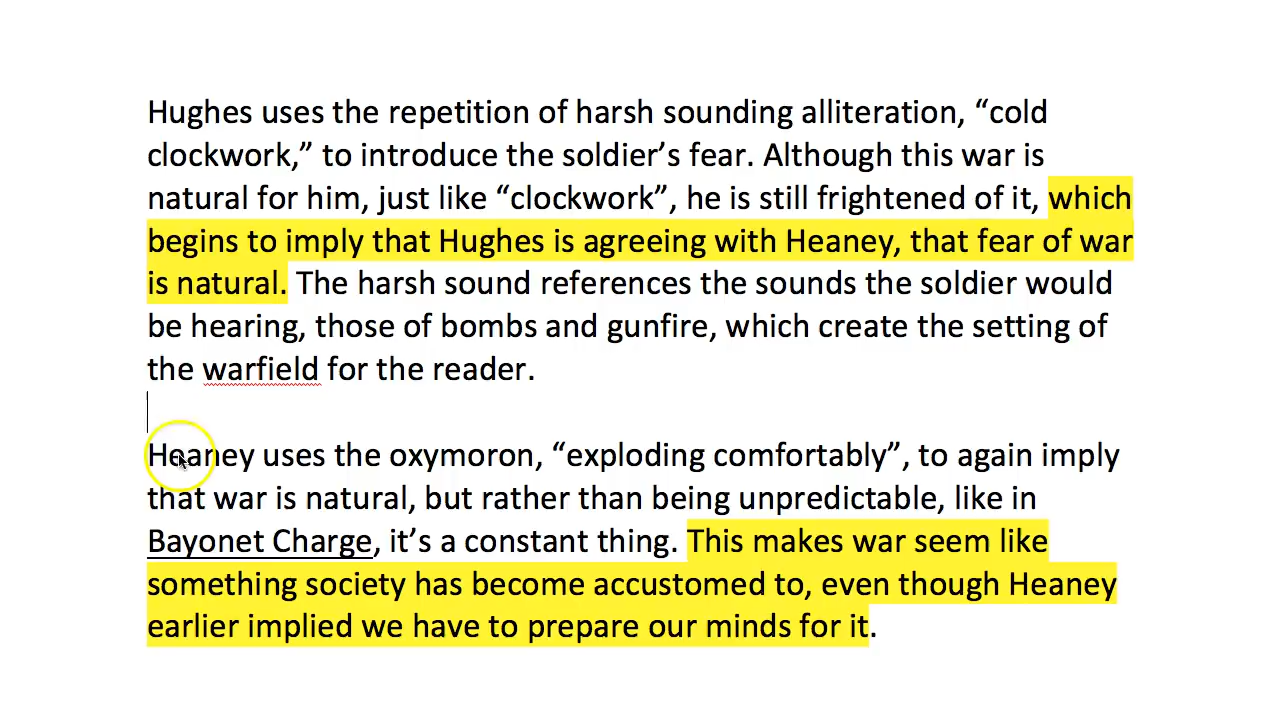 Hughes uses the repetition of harsh sounding alliteration, “cold
clockwork,” to introduce the soldier’s fear. Although this war is
natural for him, just like “clockwork”, he is still frightened of it, which
begins to imply that Hughes is agreeing with Heaney, that fear of war
is natural. The harsh sound references the sounds the soldier would
be hearing, those of bombs and gunfire, which create the setting of
the warfield for the reader.
Heaney uses the oxymoron, “exploding comfortably”, to again imply
that war is natural, but rather than being unpredictable, like in
Bayonet Charge, it’s a constant thing. This makes war seem like
something society has become accustomed to, even though Heaney
earlier implied we have to prepare our minds for it.